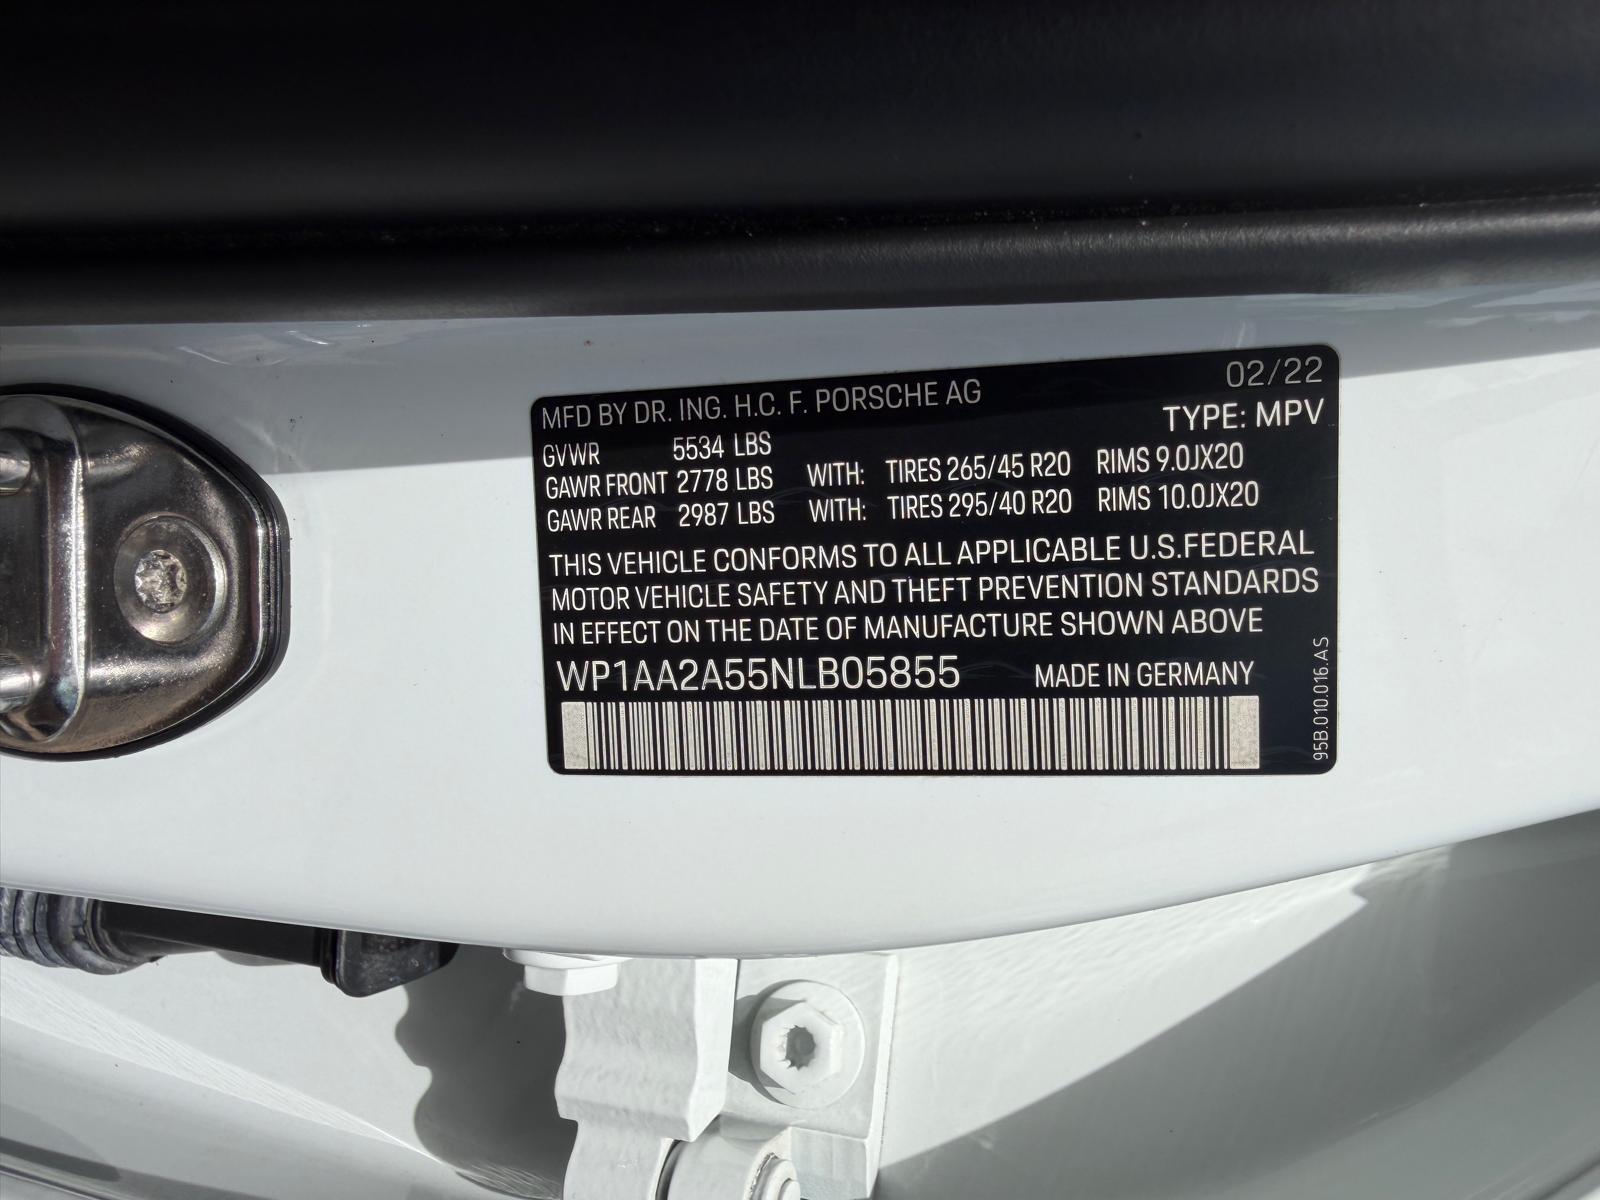 MFD BY DR. ING. H.C. F. PORSCHE AG 02/22
TYPE: MPV
GVWR 5534 LBS
GAWR FRONT 2778 LBS WITH: TIRES 265/45 R20 RIMS 9.0JX20
GAWR REAR 2987 LBS WITH: TIRES 295/40 R20 RIMS 10.0JX20
THIS VEHICLE CONFORMS TO ALL APPLICABLE U.S.FEDERAL
MOTOR VEHICLE SAFETY AND THEFT PREVENTION STANDARDS
IN EFFECT ON THE DATE OF MANUFACTURE SHOWN ABOVE
WP1AA2A55NLB05855 MADE IN GERMANY
95B.010.016.AS